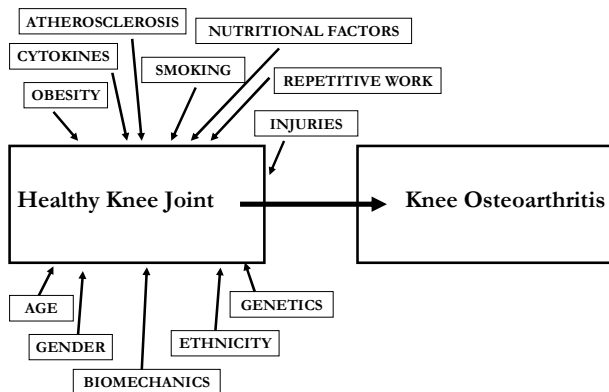 ATHEROSCLEROSIS
NUTRITIONAL FACTORS
CYTOKINES
SMOKING
REPETITIVE WORK
OBESITY
INJURIES
Healthy Knee Joint
Knee Osteoarthritis
AGE
GENETICS
GENDER
ETHNICITY
BIOMECHANICS